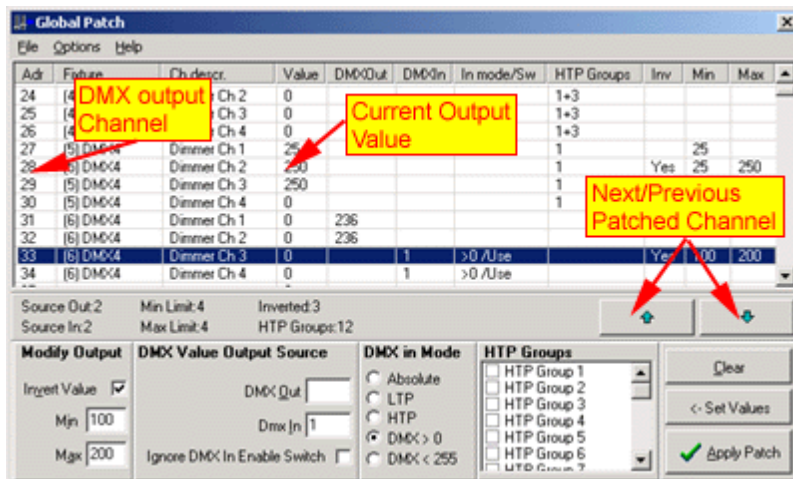 Global Patch
File Options Help
Adr Fixture Ch descr. Value DMXOut DMXIn In mode/Sw HTP Groups Inv Min Max
24 (4 Ch 2 0 1+3
25 (4 Ch 3 0 1+3
26 (4 Ch 4 0 1+3
27 (5) DMX4 Dimmer Ch 1 25 1 25
28 (5) DMX4 Dimmer Ch 2 250 1 Yes 25 250
29 (5) DMX4 Dimmer Ch 3 250 1
30 (5) DMX4 Dimmer Ch 4 0 1
31 (6) DMX4 Dimmer Ch 1 0 236
32 (6) DMX4 Dimmer Ch 2 0 236
33 (6) DMX4 Dimmer Ch 3 0 1 >0 /Use Yes 100 200
34 (6) DMX4 Dimmer Ch 4 0 1 >0 /Use
DMX output
Channel
Current Output
Value
Next/Previous
Patched Channel
Source Out:2 Min Limit:4 Inverted:3
Source In:2 Max Limit:4 HTP Groups:12
Modify Output
Invert Value
Min 100
Max 200
DMX Value Output Source
DMX Out
Dmx In 1
Ignore DMX In Enable Switch
DMX in Mode
Absolute
LTP
HTP
DMX > 0
DMX < 255
HTP Groups
HTP Group 1
HTP Group 2
HTP Group 3
HTP Group 4
HTP Group 5
HTP Group 6
HTP Group 7
Clear
<- Set Values
Apply Patch